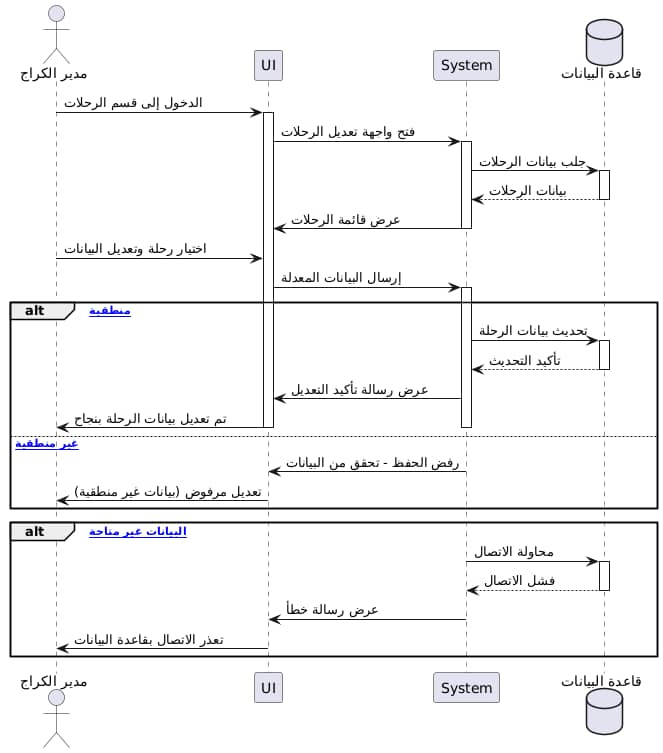 مدير الكراج
UI
System
قاعدة البيانات
الدخول إلى قسم الرحلات
فتح واجهة تعديل الرحلات
جلب بيانات الرحلات
بيانات الرحلات
عرض قائمة الرحلات
اختيار رحلة وتعديل البيانات
إرسال البيانات المعدلة
alt
منطقية
تحديث بيانات الرحلة
تأكيد التحديث
عرض رسالة تأكيد التعديل
تم تعديل بيانات الرحلة بنجاح
غير منطقية
رفض الحفظ - تحقق من البيانات
تعديل مرفوض (بيانات غير منطقية)
alt
البيانات غير متاحة
محاولة الاتصال
فشل الاتصال
عرض رسالة خطأ
تعذر الاتصال بقاعدة البيانات
مدير الكراج
UI
System
قاعدة البيانات